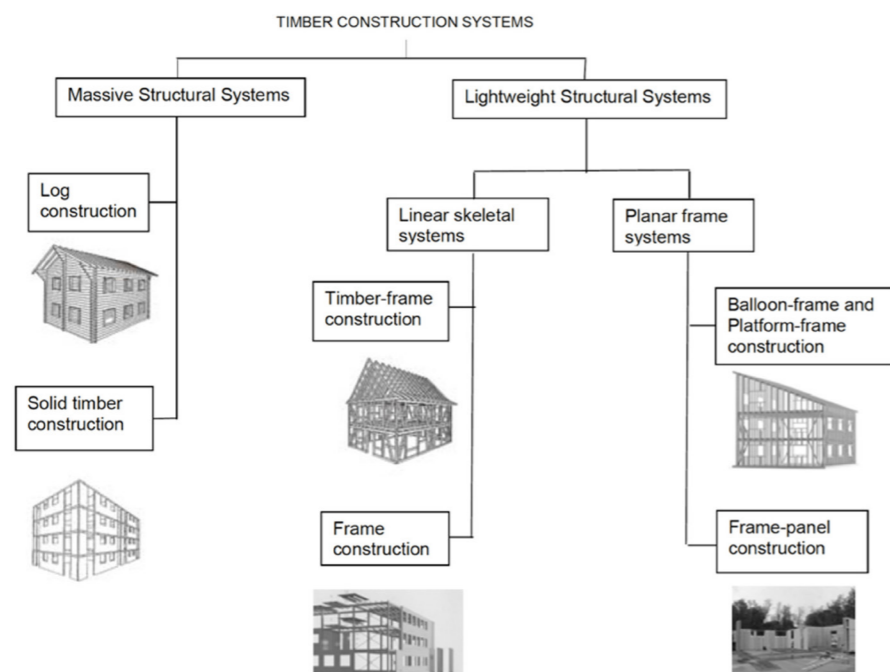 TIMBER CONSTRUCTION SYSTEMS
Massive Structural Systems
Lightweight Structural Systems
Log
construction
Linear skeletal
systems
Planar frame
systems
Timber-frame
construction
Balloon-frame and
Platform-frame
construction
Solid timber
construction
Frame
construction
Frame-panel
construction